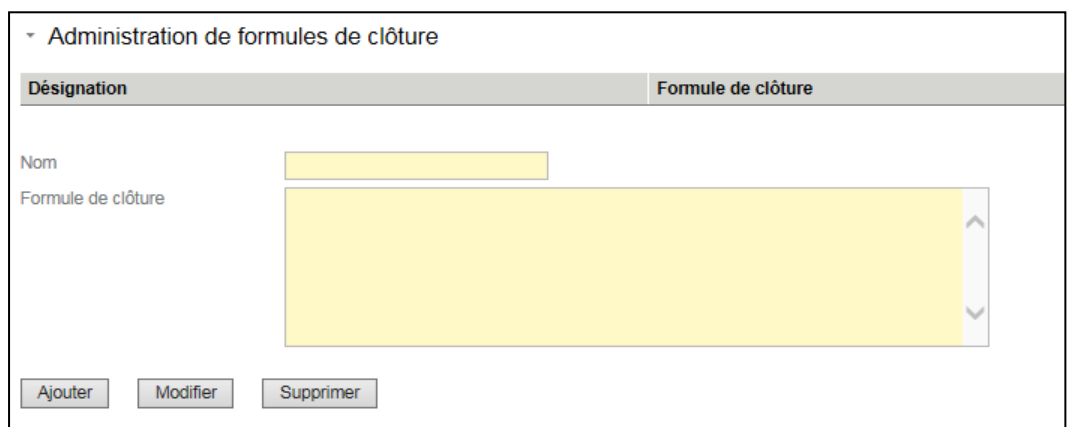 Administration de formules de clôture
Désignation Formule de clôture
Nom
Formule de clôture
Ajouter Modifier Supprimer